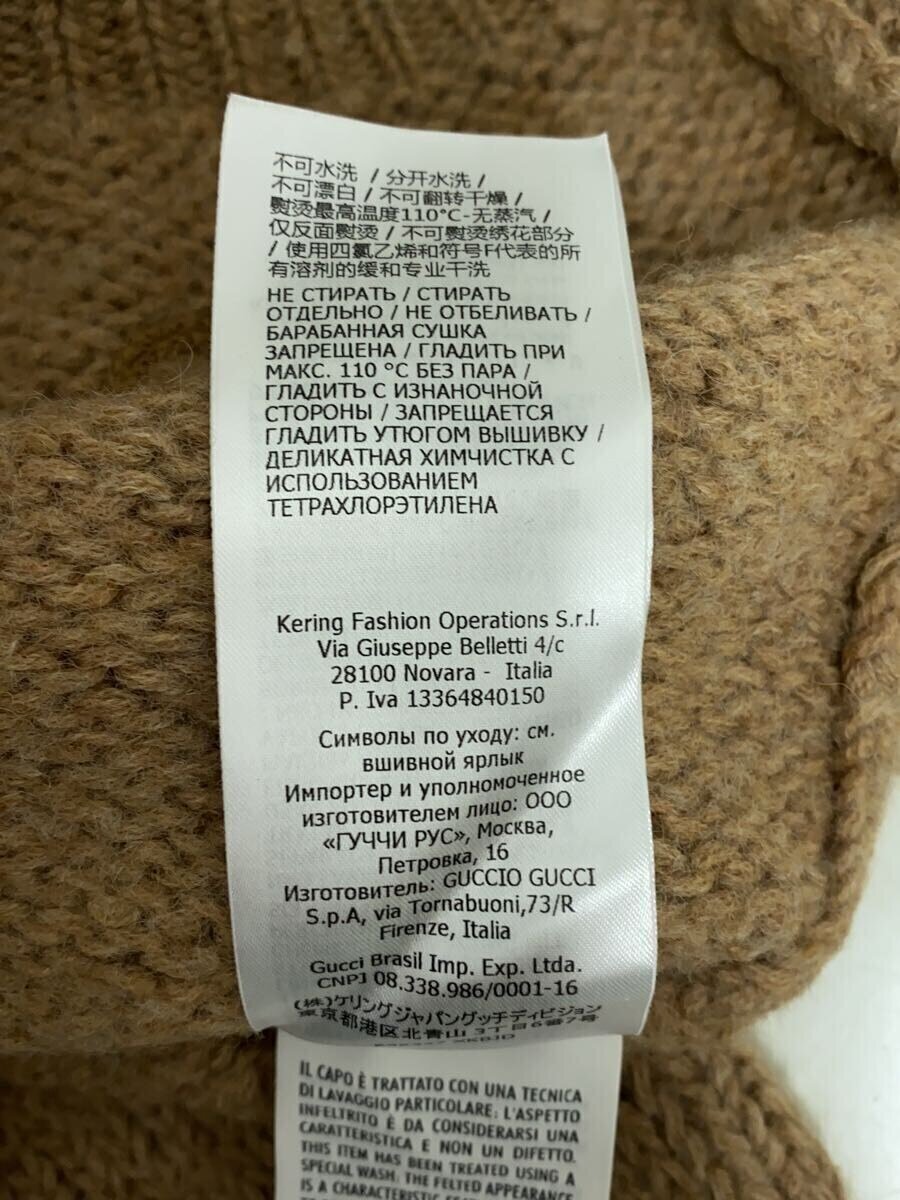 不可水洗 / 分开水洗 /
不可漂白 / 不可翻转干燥 /
熨烫最高温度110°C-无蒸汽 /
仅反面熨烫 / 不可熨烫绣花部分
/ 使用四氯乙烯和符号F代表的所
有溶剂的缓和专业干洗
НЕ СТИРАТЬ / СТИРАТЬ
ОТДЕЛЬНО / НЕ ОТБЕЛИВАТЬ /
БАРАБАННАЯ СУШКА
ЗАПРЕЩЕНА / ГЛАДИТЬ ПРИ
МАКС. 110 °C БЕЗ ПАРА /
ГЛАДИТЬ С ИЗНАНОЧНОЙ
СТОРОНЫ / ЗАПРЕЩАЕТСЯ
ГЛАДИТЬ УТЮГОМ ВЫШИВКУ /
ДЕЛИКАТНАЯ ХИМЧИСТКА С
ИСПОЛЬЗОВАНИЕМ
ТЕТРАХЛОРЭТИЛЕНА
Kering Fashion Operations S.r.l.
Via Giuseppe Belletti 4/c
28100 Novara - Italia
P. Iva 13364840150
Символы по уходу: см.
вшивной ярлык
Импортер и уполномоченное
изготовителем лицо: ООО
«ГУЧЧИ РУС», Москва,
Петровка, 16
Изготовитель: GUCCIO GUCCI
S.p.A, via Tornabuoni,73/R
Firenze, Italia
Gucci Brasil Imp. Exp. Ltda.
CNPJ 08.338.986/0001-16
(株)ケリングジャパングッチディビジョン
東京都港区北青山 3丁目6番7号
IL CAPO È TRATTATO CON UNA TECNICA
DI LAVAGGIO PARTICOLARE: L'ASPETTO
INFELTRITO È DA CONSIDERARSI UNA
CARATTERISTICA E NON UN DIFETTO.
THIS ITEM HAS BEEN TREATED USING A
SPECIAL WASH: THE FELTED APPEARANCE
IS A CHARACTERISTIC